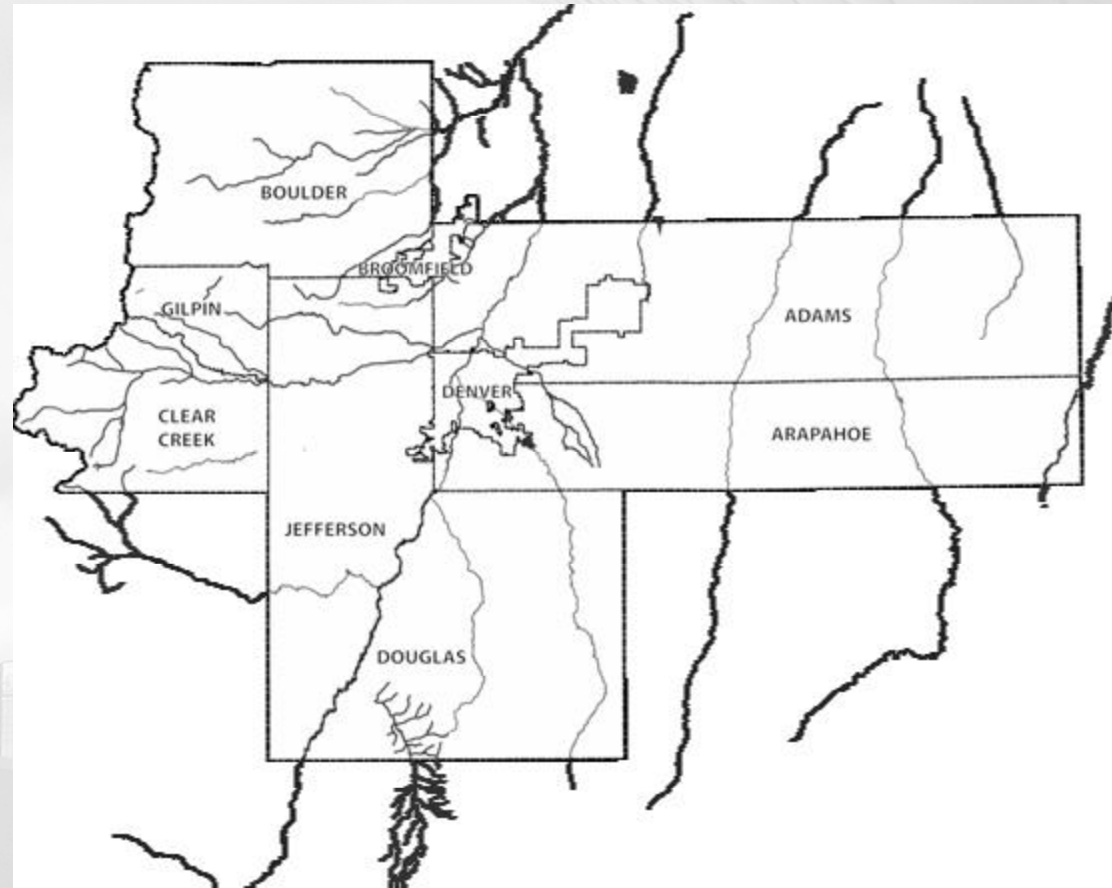 BOULDER
BROOMFIELD
GILPIN
ADAMS
DENVER
CLEAR
CREEK
ARAPAHOE
JEFFERSON
DOUGLAS